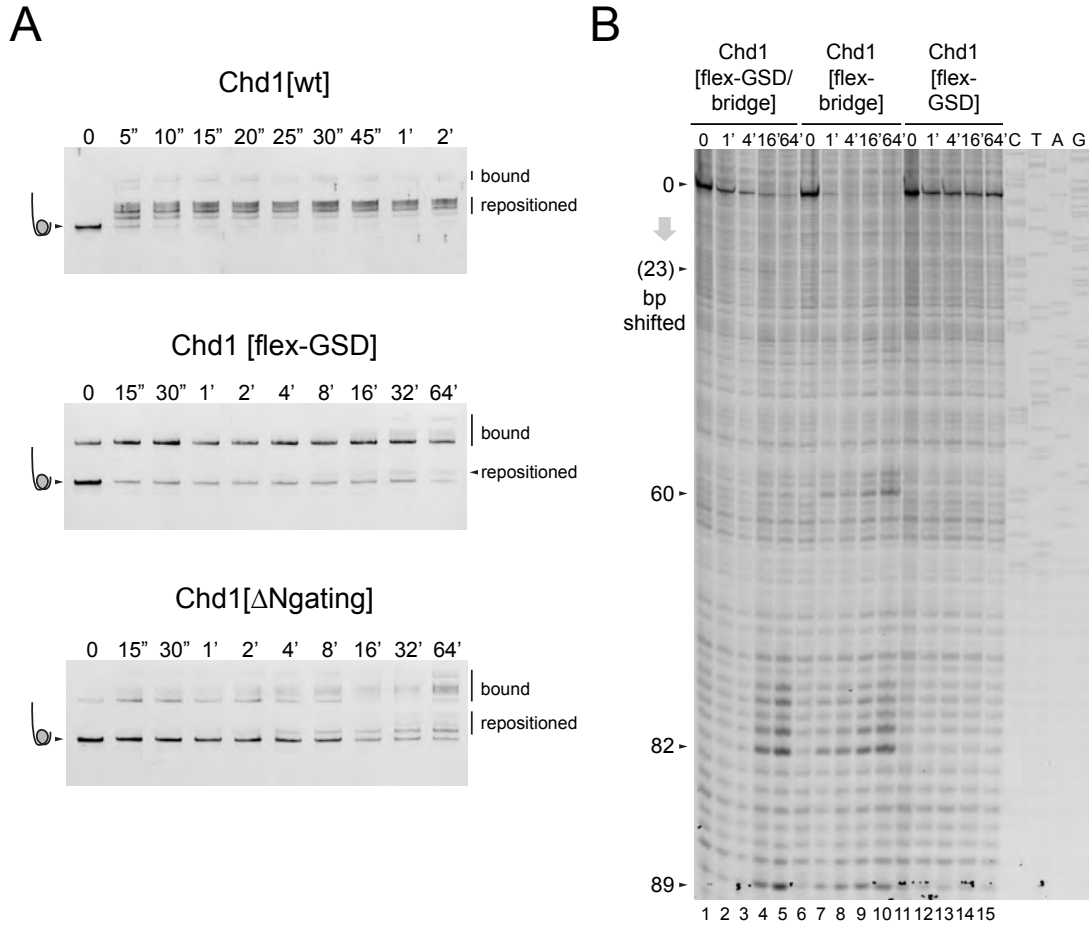 A
Chd1[wt]
0 5” 10” 15” 20” 25” 30” 45” 1’ 2’
bound
repositioned
Chd1 [flex-GSD]
0 15” 30” 1’ 2’ 4’ 8’ 16’ 32’ 64’
bound
repositioned
Chd1[ΔNgating]
0 15” 30” 1’ 2’ 4’ 8’ 16’ 32’ 64’
bound
repositioned
B
Chd1
[flex-GSD/
bridge]
Chd1
[flex-
bridge]
Chd1
[flex-
GSD]
0 1’ 4’ 16’ 64’ 0 1’ 4’ 16’ 64’ 0 1’ 4’ 16’ 64’ C T A G
0
(23)
bp
shifted
60
82
89
1 2 3 4 5 6 7 8 9 10 11 12 13 14 15